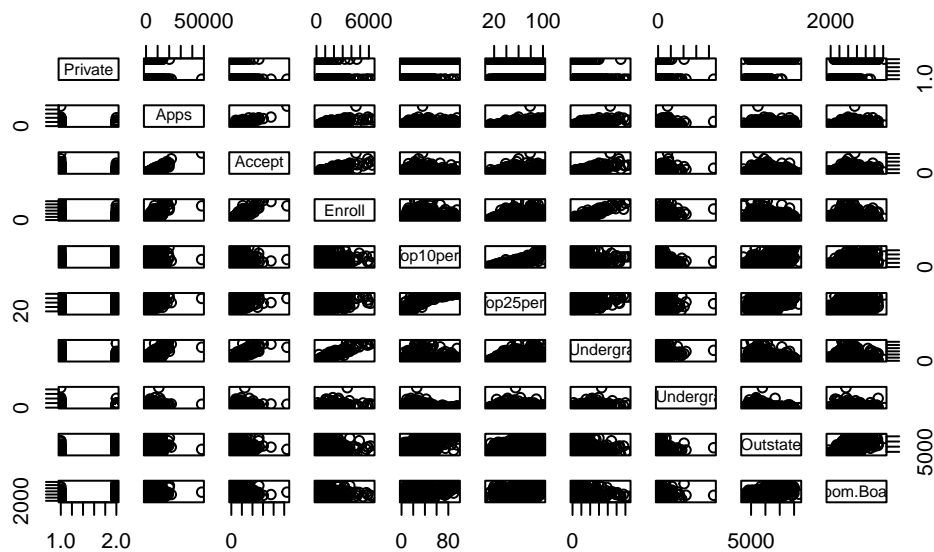 0 50000 0 6000 20 100 0 2000
Private
1.0
0
Apps
Accept
0
0
Enroll
op10per
0
20
op25per
Undergra
0
0
Undergra
Outstate
5000
2000
oom.Boa
1.0 2.0 0 0 80 0 5000